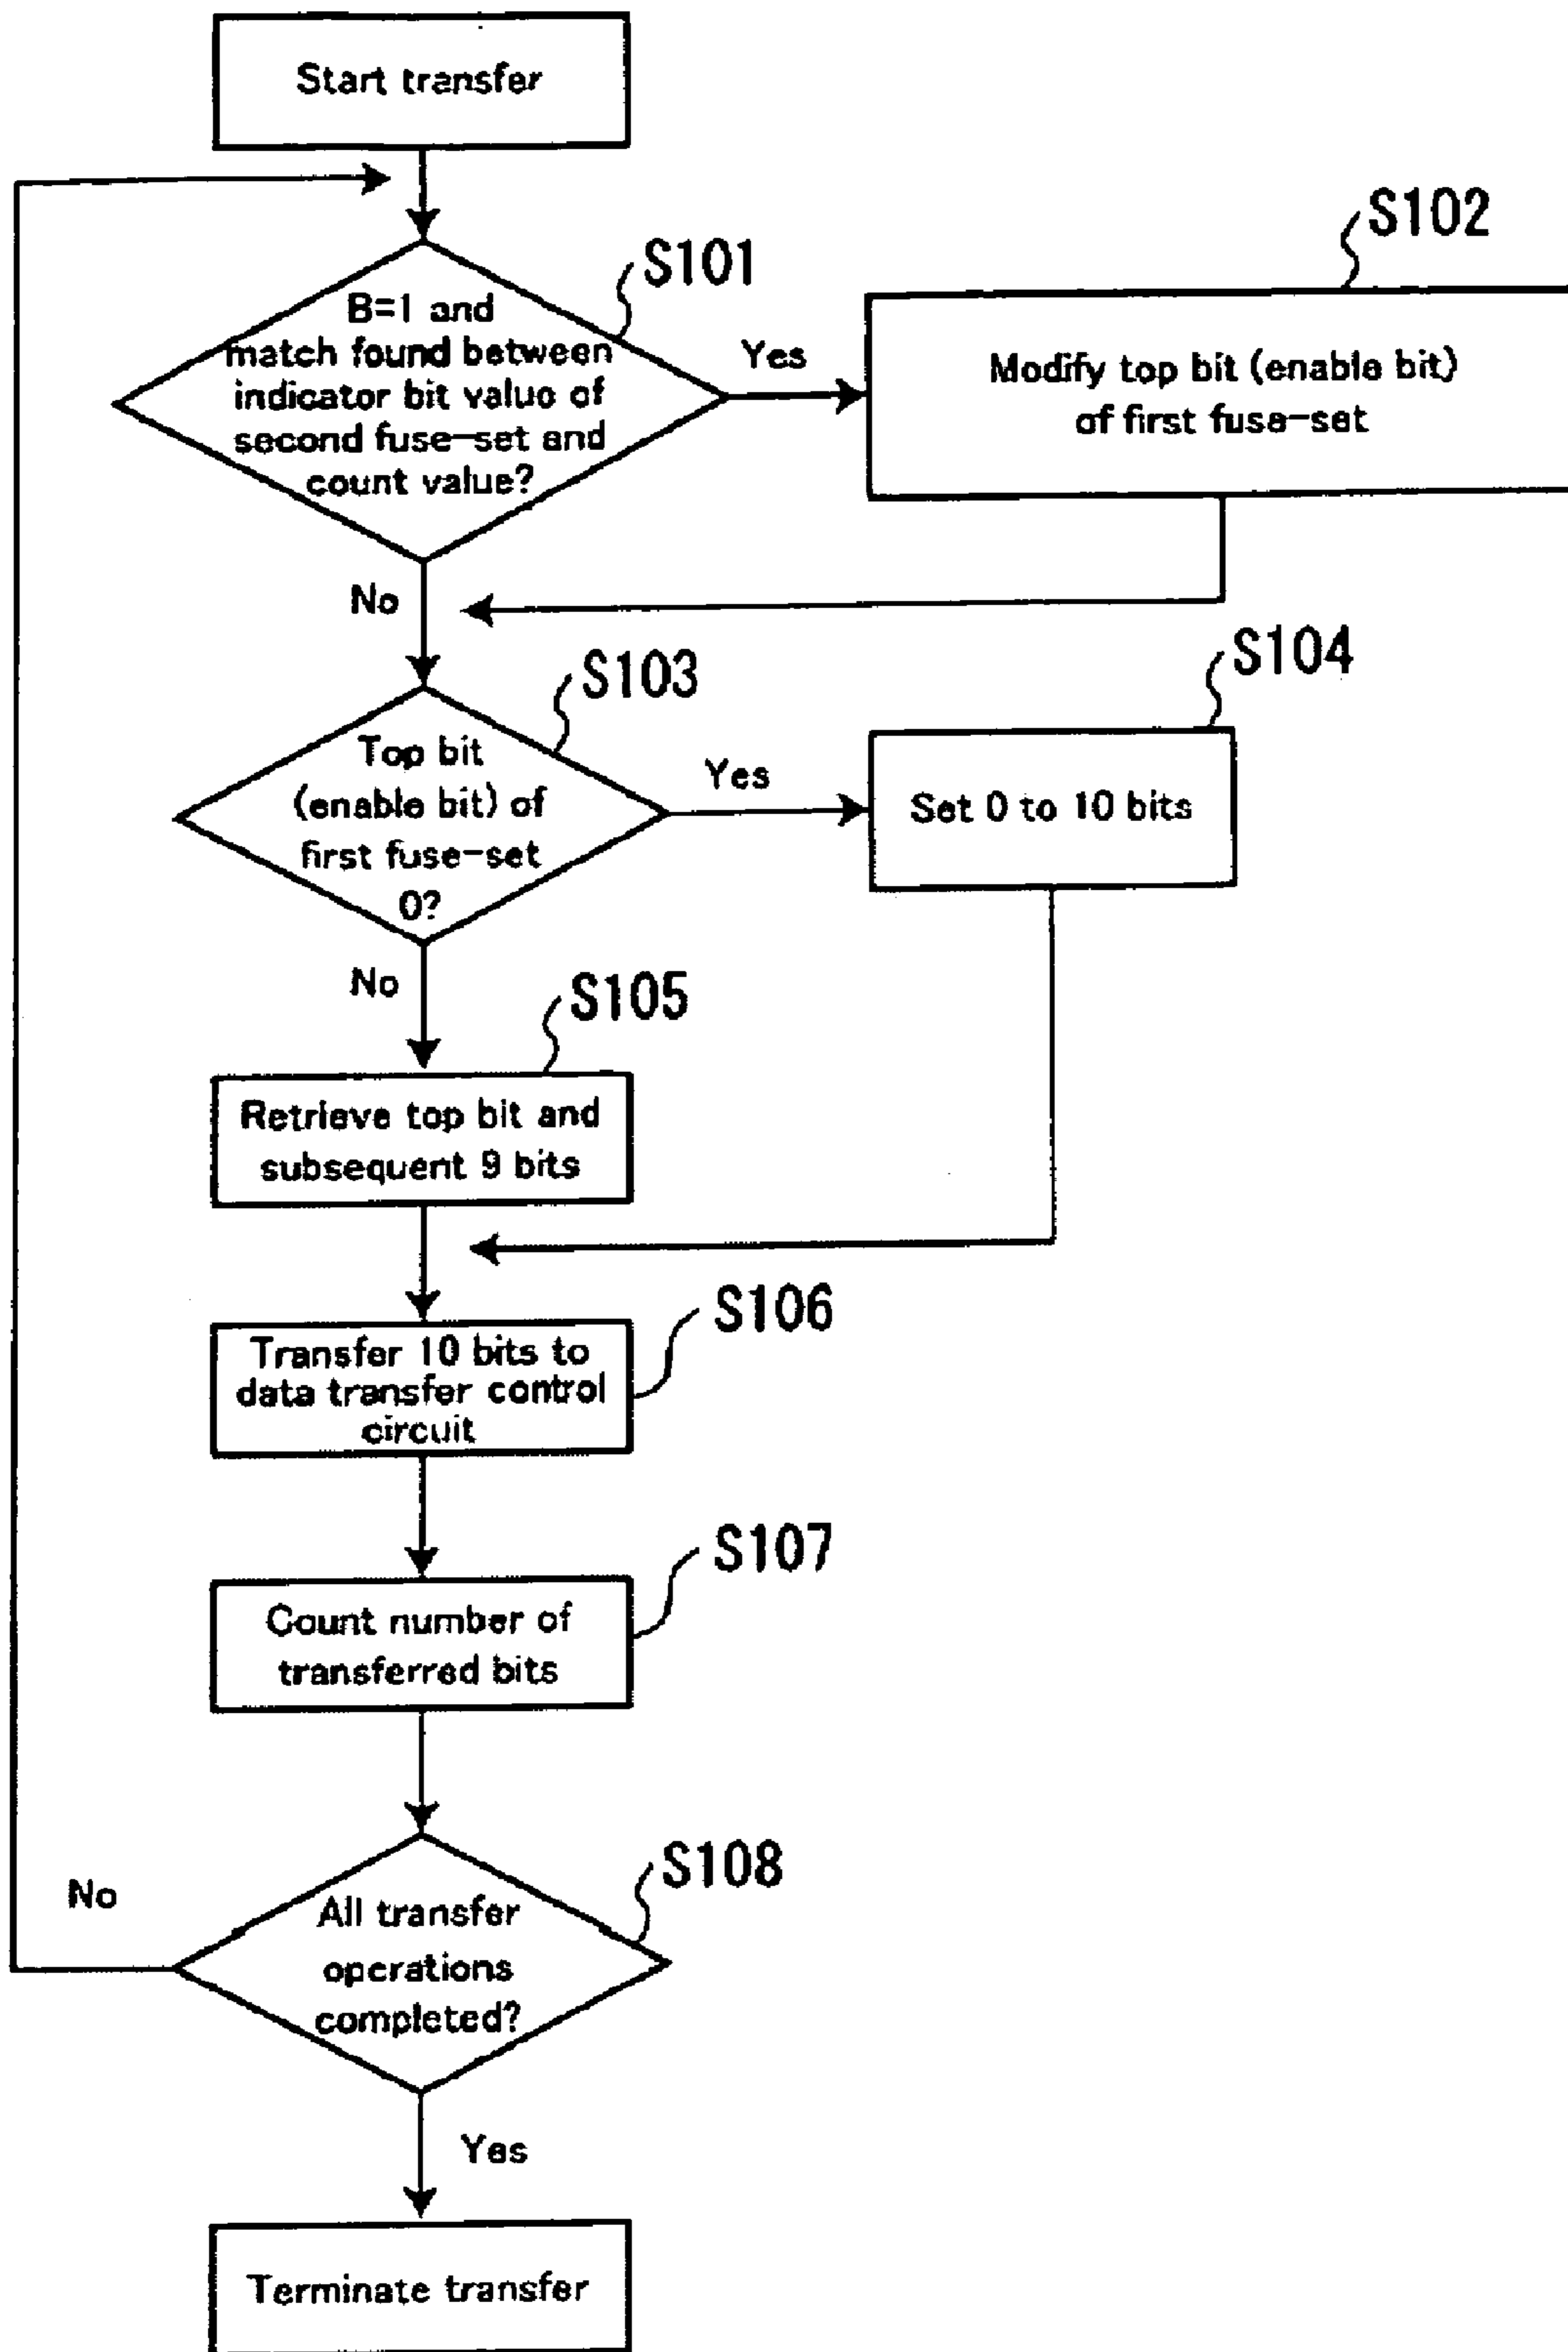 Start transfer
S101
S102
B=1 and
match found between
indicator bit value of
second fuse-set and
count value?
Yes
Modify top bit (enable bit)
of first fuse-set
No
S103
S104
Top bit
(enable bit) of
first fuse-set
0?
Yes
Set 0 to 10 bits
No
S105
Retrieve top bit and
subsequent 9 bits
S106
Transfer 10 bits to
data transfer control
circuit
S107
Count number of
transferred bits
S108
No
All transfer
operations
completed?
Yes
Terminate transfer